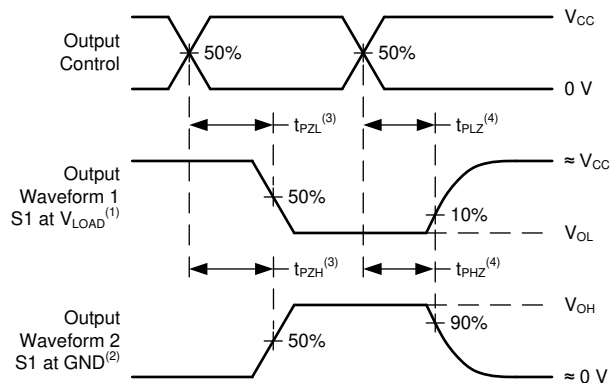 V_CC
Output
Control
50%
50%
0 V
t_PZL^(3)
t_PLZ^(4)
≈ V_CC
Output
Waveform 1
S1 at V_LOAD^(1)
50%
10%
V_OL
t_PZH^(3)
t_PHZ^(4)
V_OH
Output
Waveform 2
S1 at GND^(2)
50%
90%
≈ 0 V